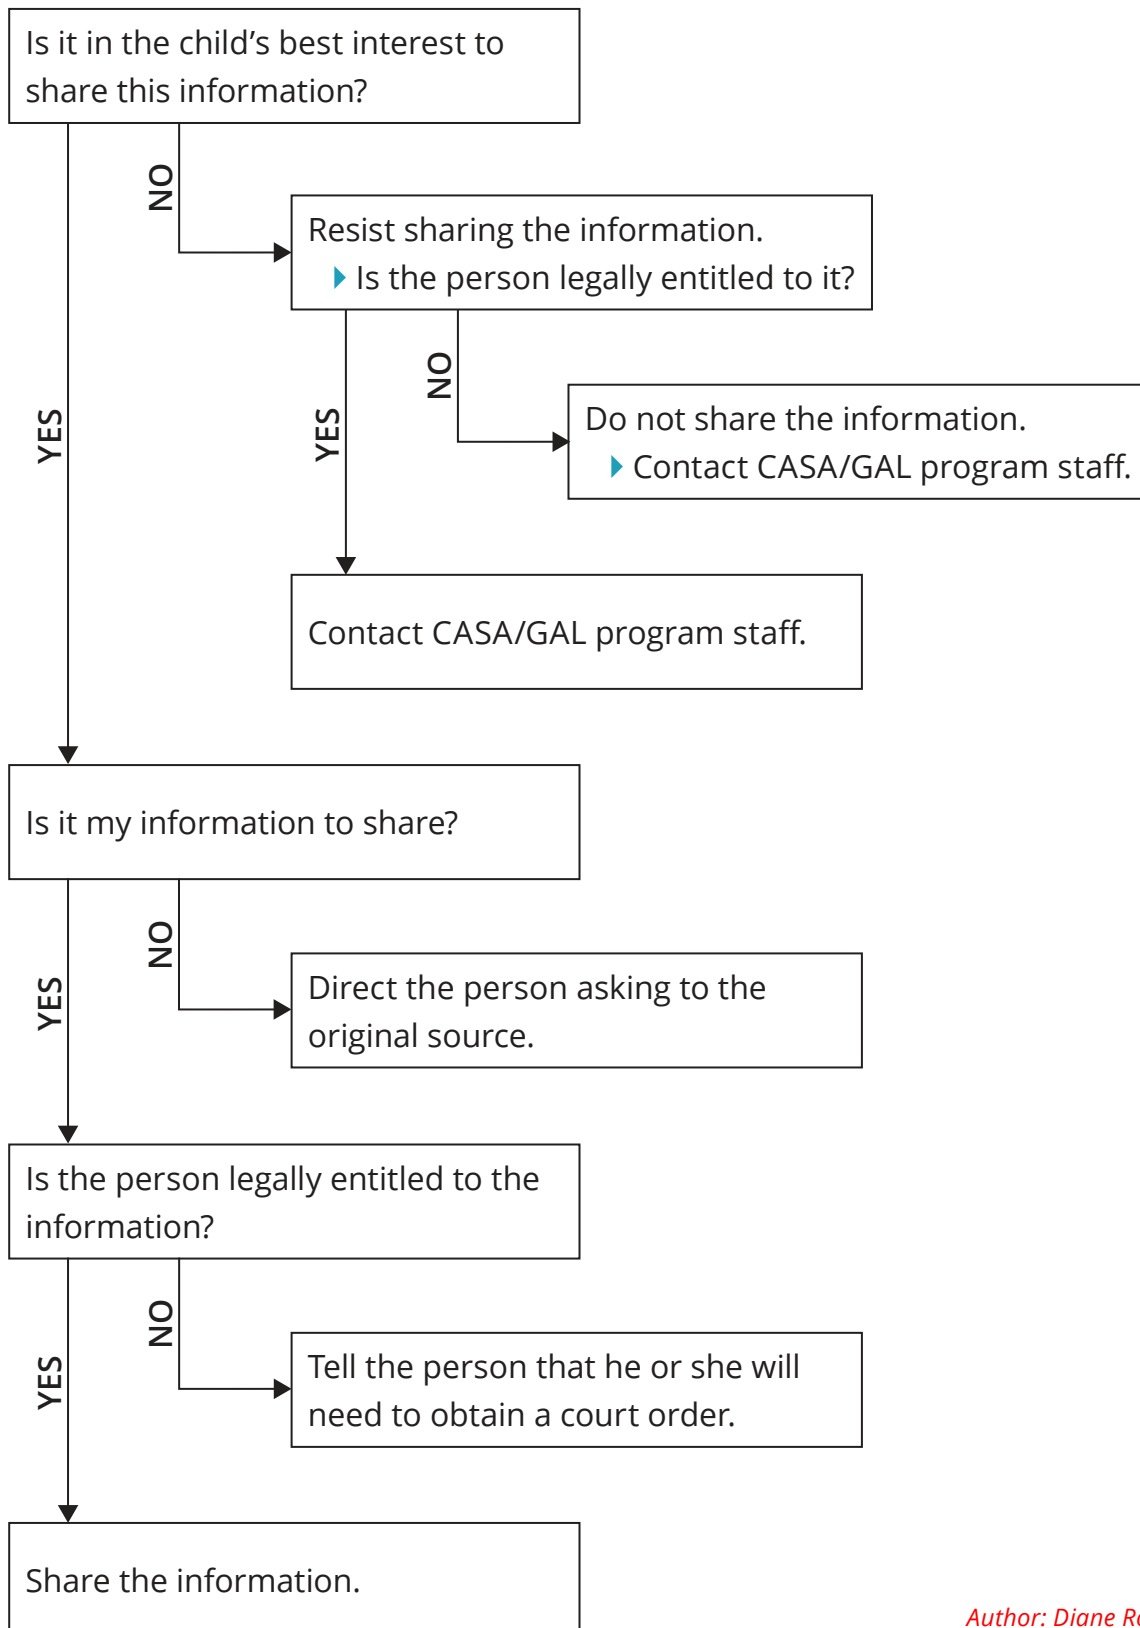 Is it in the child’s best interest to
share this information?
NO
Resist sharing the information.
Is the person legally entitled to it?
YES
NO
YES
Do not share the information.
Contact CASA/GAL program staff.
Contact CASA/GAL program staff.
Is it my information to share?
NO
YES
Direct the person asking to the
original source.
Is the person legally entitled to the
information?
NO
YES
Tell the person that he or she will
need to obtain a court order.
Share the information.
Author: Diane